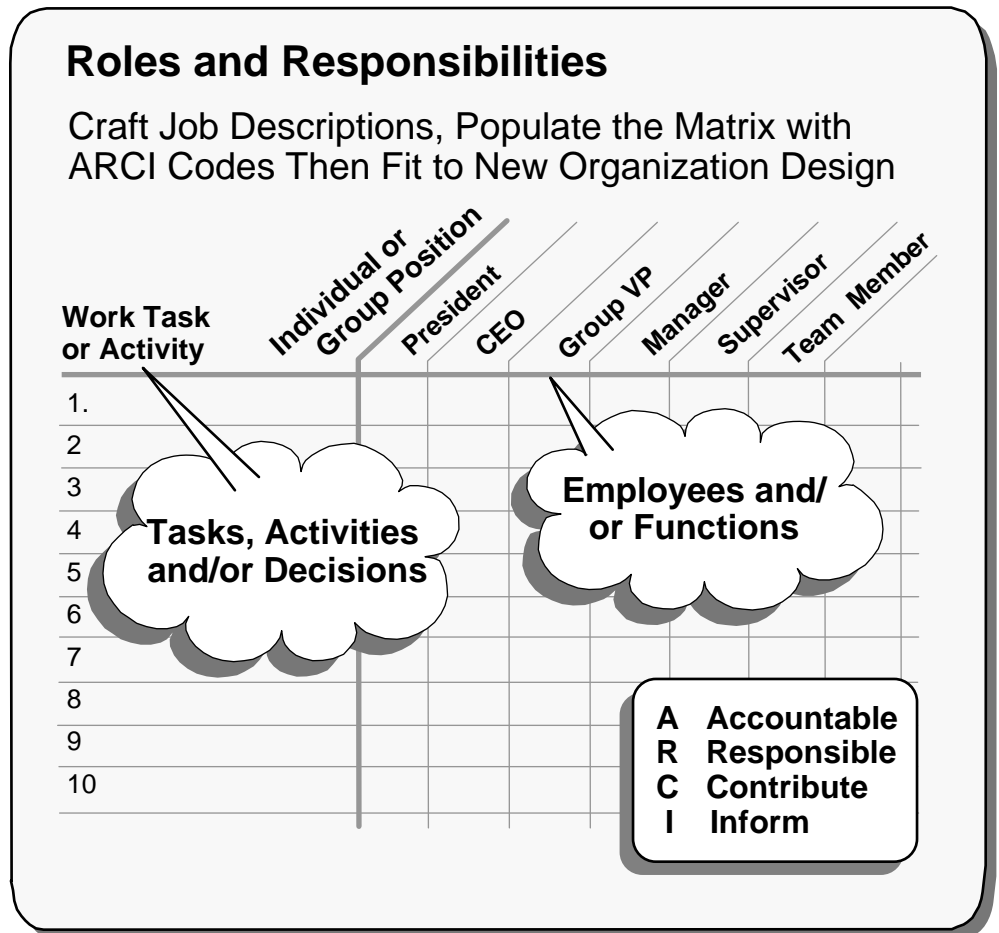 Roles and Responsibilities
Craft Job Descriptions, Populate the Matrix with
ARCI Codes Then Fit to New Organization Design
Work Task
or Activity
Individual or
Group Position
President
CEO
Group VP
Manager
Supervisor
Team Member
1.
2
3
4
5
6
7
8
9
10
Tasks, Activities
and/or Decisions
Employees and/
or Functions
A Accountable
R Responsible
C Contribute
I Inform